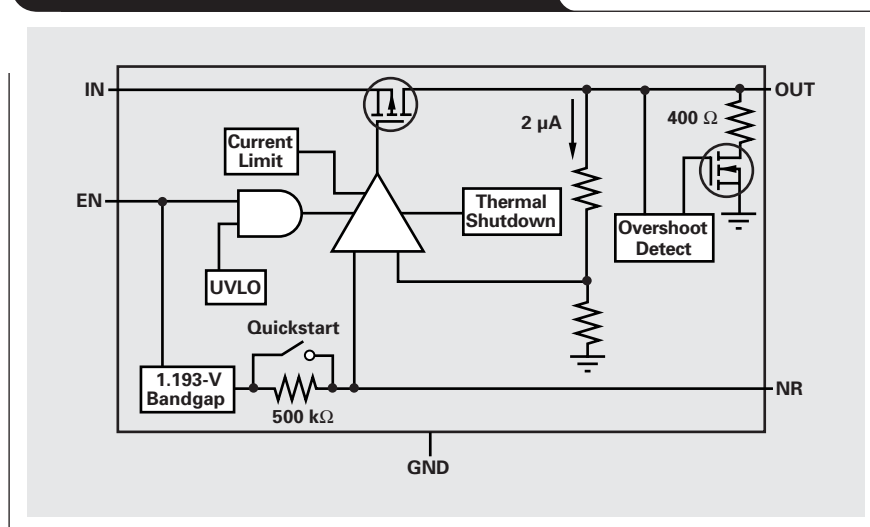 IN
OUT
2 µA
400 Ω
Current
Limit
EN
Thermal
Shutdown
Overshoot
Detect
UVLO
Quickstart
1.193-V
Bandgap
500 kΩ
NR
GND